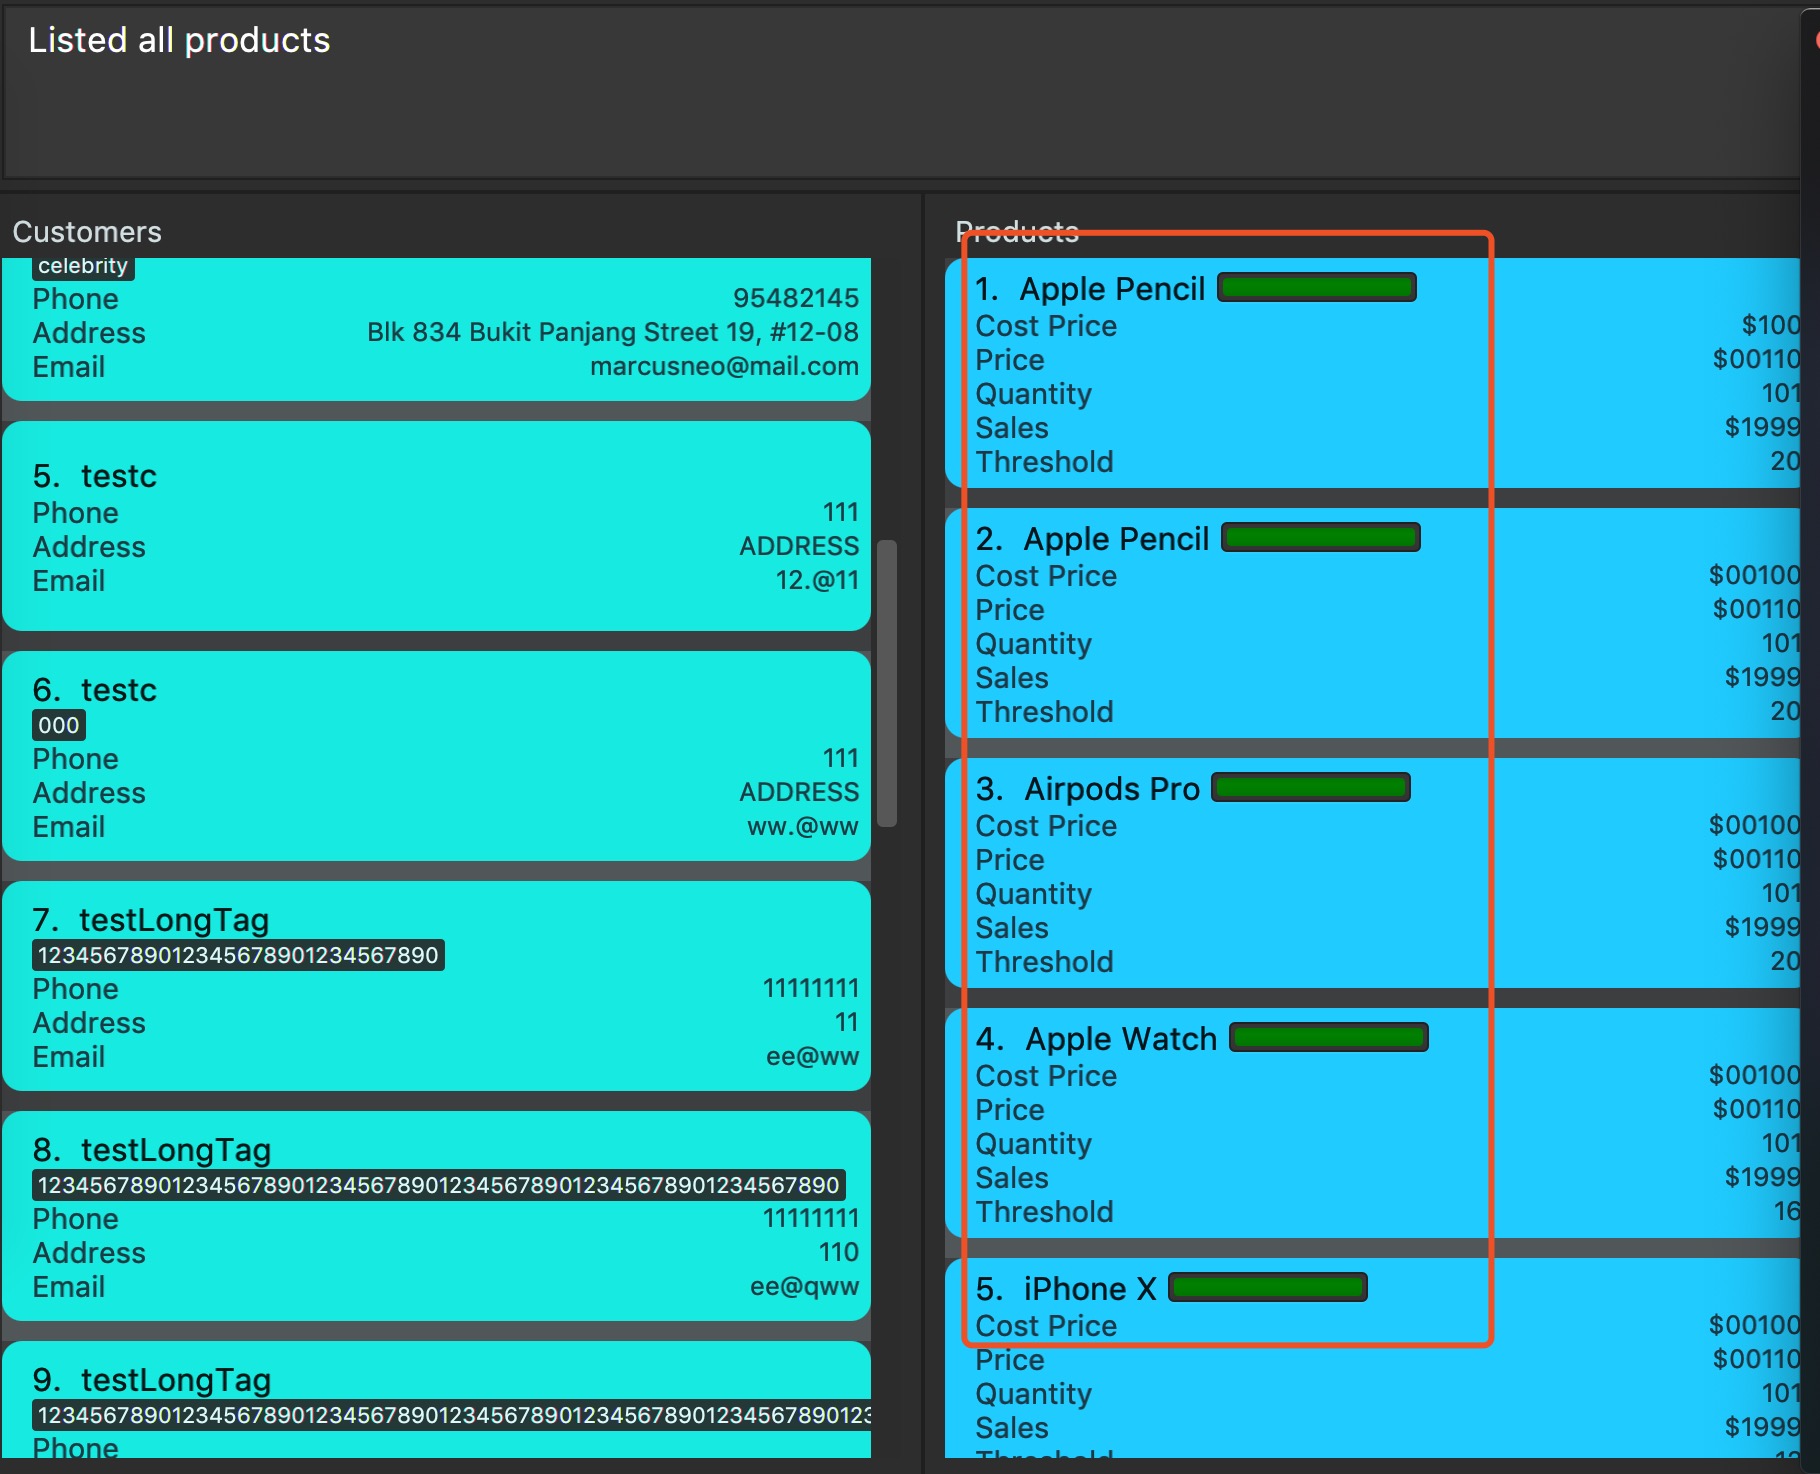 Listed all products
Customers
celebrity
Phone 95482145
Address Blk 834 Bukit Panjang Street 19, #12-08
Email marcusneo@mail.com
5. testc
Phone 111
Address ADDRESS
Email 12.@11
6. testc
000
Phone 111
Address ADDRESS
Email ww.@ww
7. testLongTag
123456789012345678901234567890
Phone 11111111
Address 11
Email ee@ww
8. testLongTag
123456789012345678901234567890123456789012345678901234567890
Phone 11111111
Address 110
Email ee@qww
9. testLongTag
Phone
Products
1. Apple Pencil
Cost Price $100
Price $00110
Quantity 101
Sales $1999
Threshold 20
2. Apple Pencil
Cost Price $00100
Price $00110
Quantity 101
Sales $1999
Threshold 20
3. Airpods Pro
Cost Price $00100
Price $00110
Quantity 101
Sales $1999
Threshold 20
4. Apple Watch
Cost Price $00100
Price $00110
Quantity 101
Sales $1999
Threshold 16
5. iPhone X
Cost Price $00100
Price $00110
Quantity 101
Sales $1999
Threshold